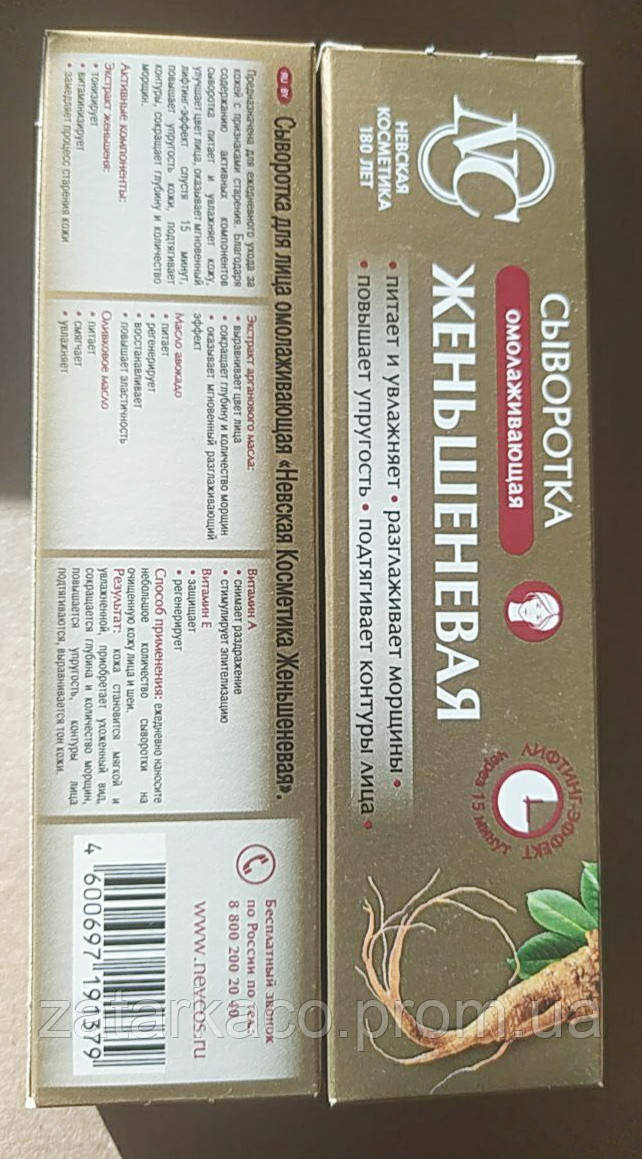 NC
НЕВСКАЯ
КОСМЕТИКА
180 ЛЕТ
СЫВОРОТКА
омолаживающая
ЖЕНЬШЕНЕВАЯ
• питает и увлажняет • разглаживает морщины •
• повышает упругость • подтягивает контуры лица •
ЛИФТИНГ-ЭФФЕКТ
через 15 минут
RU BY Сыворотка для лица омолаживающая «Невская Косметика Женьшеневая».
Предназначена для ежедневного ухода за
кожей с признаками старения. Благодаря
содержанию активных компонентов
сыворотка питает и увлажняет кожу,
улучшает цвет лица, оказывает мгновенный
лифтинг-эффект спустя 15 минут,
повышает упругость кожи, подтягивает
контуры, сокращает глубину и количество
морщин.
Активные компоненты:
Экстракт женьшеня:
• тонизирует
• витаминизирует
• замедляет процесс старения кожи
Экстракт арганового масла:
• выравнивает цвет лица
• сокращает глубину и количество морщин
• оказывает мгновенный разглаживающий
эффект
Масло авокадо
• питает
• регенерирует
• восстанавливает
• повышает эластичность
Оливковое масло
• питает
• смягчает
• увлажняет
Витамин А
• снимает раздражение
• стимулирует эпителизацию
Витамин Е
• защищает
• регенерирует
Способ применения: ежедневно наносите
небольшое количество сыворотки на
очищенную кожу лица и шеи.
Результат: кожа становится мягкой и
увлажненной, приобретает ухоженный вид,
сокращается глубина и количество морщин,
повышается упругость, контуры лица
подтягиваются, выравнивается тон кожи.
Бесплатный звонок
по России по тел.
8 800 200 20 40
www.nevcos.ru
4 600697 191379
zatarkaco.prom.ua